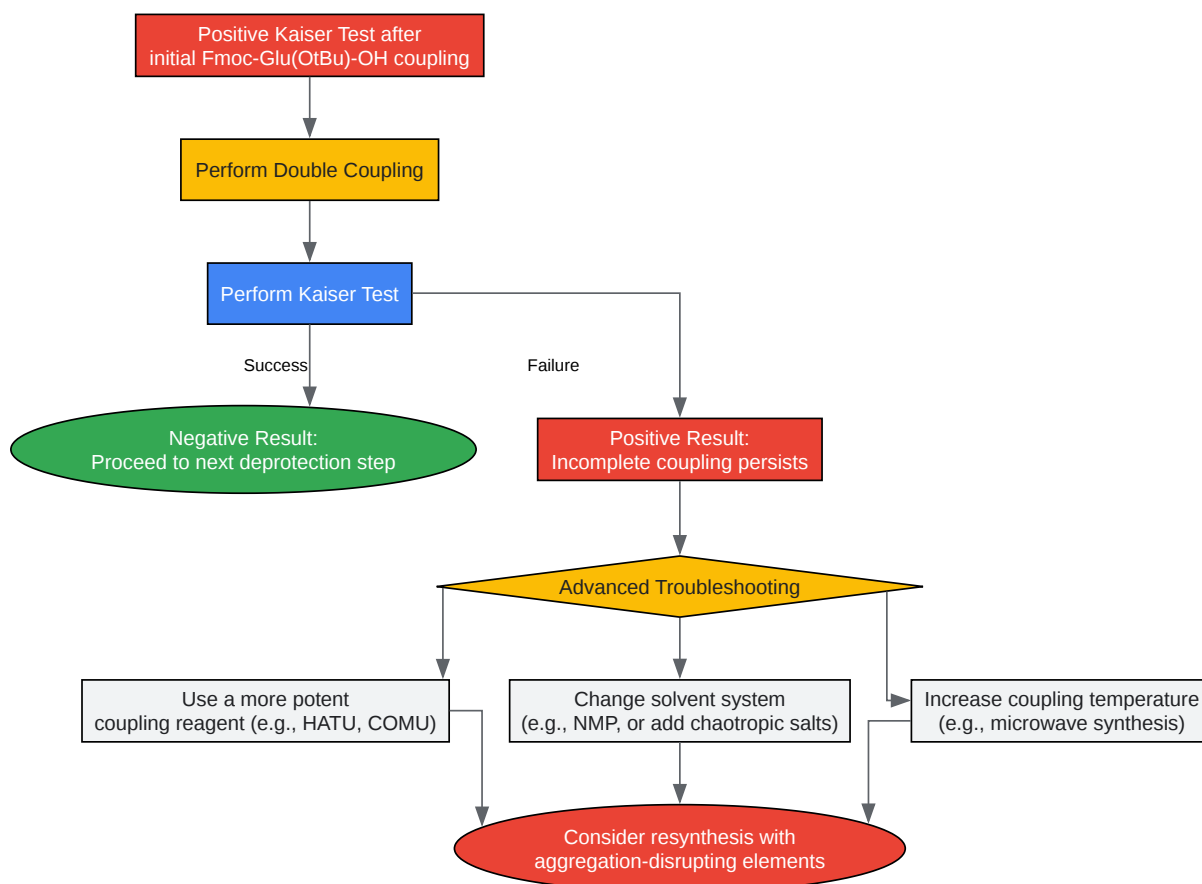 Positive Kaiser Test after
initial Fmoc-Glu(OtBu)-OH coupling
Perform Double Coupling
Perform Kaiser Test
Success
Failure
Negative Result:
Proceed to next deprotection step
Positive Result:
Incomplete coupling persists
Advanced Troubleshooting
Use a more potent
coupling reagent (e.g., HATU, COMU)
Change solvent system
(e.g., NMP, or add chaotropic salts)
Increase coupling temperature
(e.g., microwave synthesis)
Consider resynthesis with
aggregation-disrupting elements